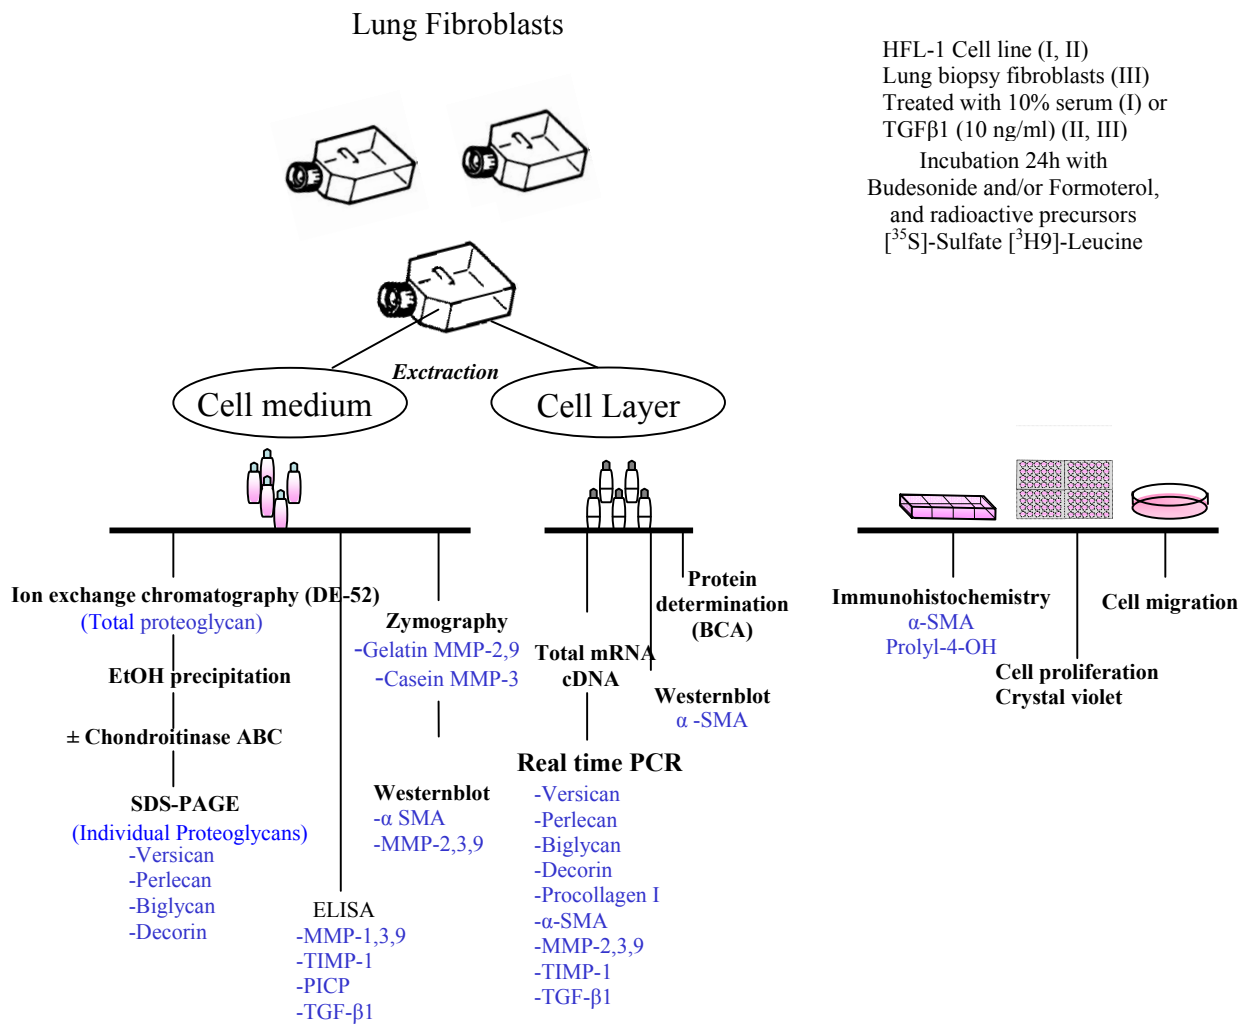 Lung Fibroblasts
HFL-1 Cell line (I, II)
Lung biopsy fibroblasts (III)
Treated with 10% serum (I) or
TGFβ1 (10 ng/ml) (II, III)
Incubation 24h with
Budesonide and/or Formoterol,
and radioactive precursors
[³⁵S]-Sulfate [³H9]-Leucine
Exctraction
Cell medium
Cell Layer
Ion exchange chromatography (DE-52)
(Total proteoglycan)
EtOH precipitation
± Chondroitinase ABC
SDS-PAGE
(Individual Proteoglycans)
-Versican
-Perlecan
-Biglycan
-Decorin
ELISA
-MMP-1,3,9
-TIMP-1
-PICP
-TGF-β1
Zymography
-Gelatin MMP-2,9
-Casein MMP-3
Westernblot
-α SMA
-MMP-2,3,9
Total mRNA
cDNA
Real time PCR
-Versican
-Perlecan
-Biglycan
-Decorin
-Procollagen I
-α-SMA
-MMP-2,3,9
-TIMP-1
-TGF-β1
Westernblot
α -SMA
Protein
determination
(BCA)
Immunohistochemistry
α-SMA
Prolyl-4-OH
Cell proliferation
Crystal violet
Cell migration